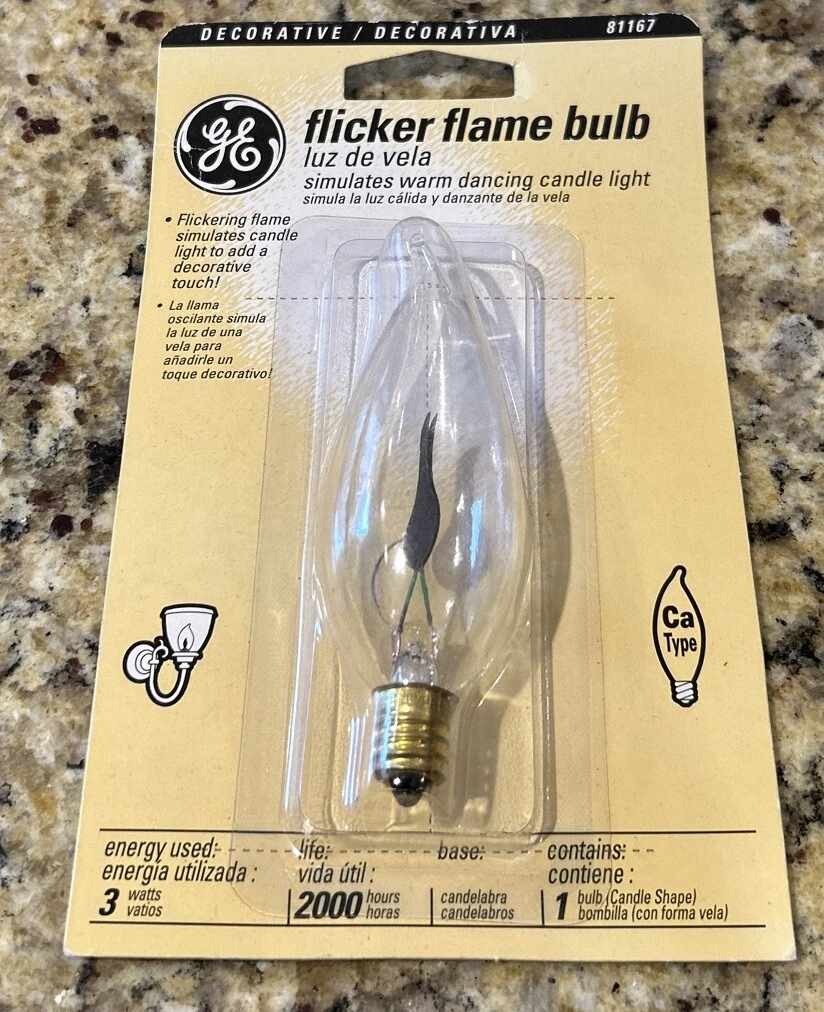 DECORATIVE / DECORATIVA 81167
GE
flicker flame bulb
luz de vela
simulates warm dancing candle light
simula la luz cálida y danzante de la vela
• Flickering flame
simulates candle
light to add a
decorative
touch!
• La llama
oscilante simula
la luz de una
vela para
añadirle un
toque decorativo!
Ca
Type
energy used: life: base: contains:
energía utilizada : vida útil : contiene :
3 watts 2000 hours candelabra 1 bulb (Candle Shape)
vatios horas candelabros bombilla (con forma vela)